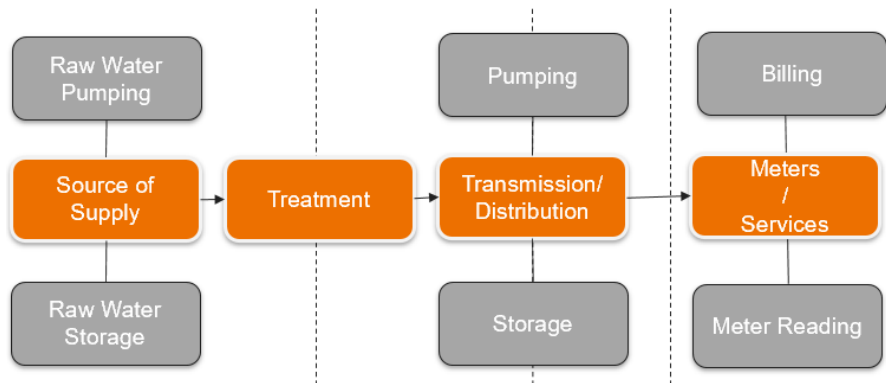 Raw Water
Pumping
Pumping
Billing
Source of
Supply
Treatment
Transmission/
Distribution
Meters
/
Services
Raw Water
Storage
Storage
Meter Reading